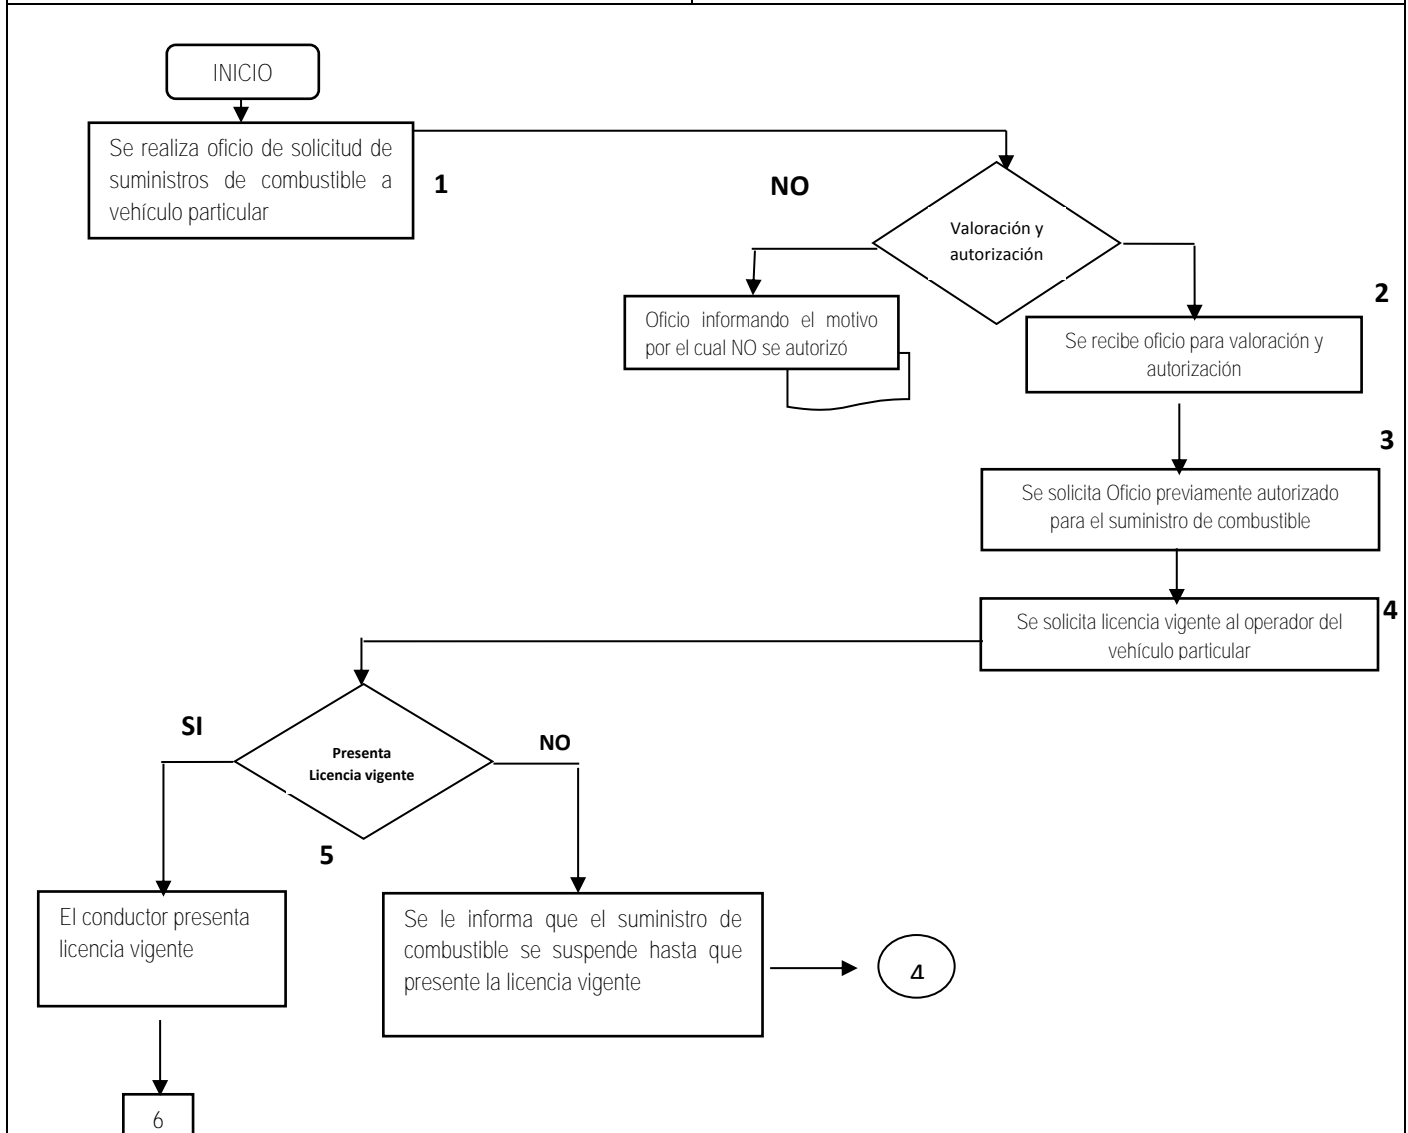 INICIO
Se realiza oficio de solicitud de
suministros de combustible a
vehículo particular
1
NO
Valoración y
autorización
2
Oficio informando el motivo
por el cual NO se autorizó
Se recibe oficio para valoración y
autorización
3
Se solicita Oficio previamente autorizado
para el suministro de combustible
4
Se solicita licencia vigente al operador del
vehículo particular
SI
NO
Presenta
Licencia vigente
5
El conductor presenta
licencia vigente
Se le informa que el suministro de
combustible se suspende hasta que
presente la licencia vigente
4
6